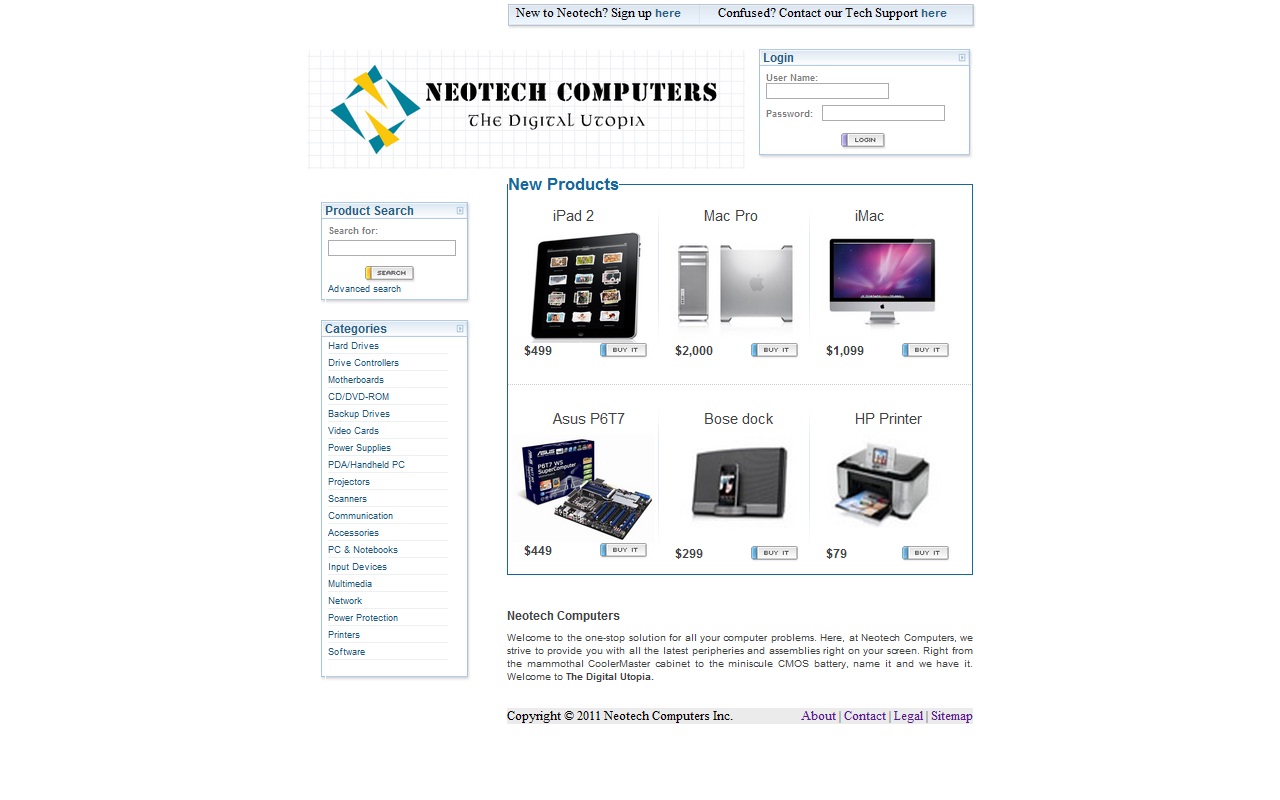 New to Neotech? Sign up here
Confused? Contact our Tech Support here
NEOTECH COMPUTERS
The Digital Utopia
Login
User Name:
Password:
LOGIN
Product Search
Search for:
SEARCH
Advanced search
Categories
Hard Drives
Drive Controllers
Motherboards
CD/DVD-ROM
Backup Drives
Video Cards
Power Supplies
PDA/Handheld PC
Projectors
Scanners
Communication
Accessories
PC & Notebooks
Input Devices
Multimedia
Network
Power Protection
Printers
Software
New Products
iPad 2
Mac Pro
iMac
$499
BUY IT
$2,000
BUY IT
$1,099
BUY IT
Asus P6T7
Bose dock
HP Printer
ASUS
P6T7 WS
SuperComputer
$449
BUY IT
$299
BUY IT
$79
BUY IT
Neotech Computers
Welcome to the one-stop solution for all your computer problems. Here, at Neotech Computers, we
strive to provide you with all the latest peripheries and assemblies right on your screen. Right from
the mammothal CoolerMaster cabinet to the miniscule CMOS battery, name it and we have it.
Welcome to The Digital Utopia.
Copyright © 2011 Neotech Computers Inc.
About | Contact | Legal | Sitemap